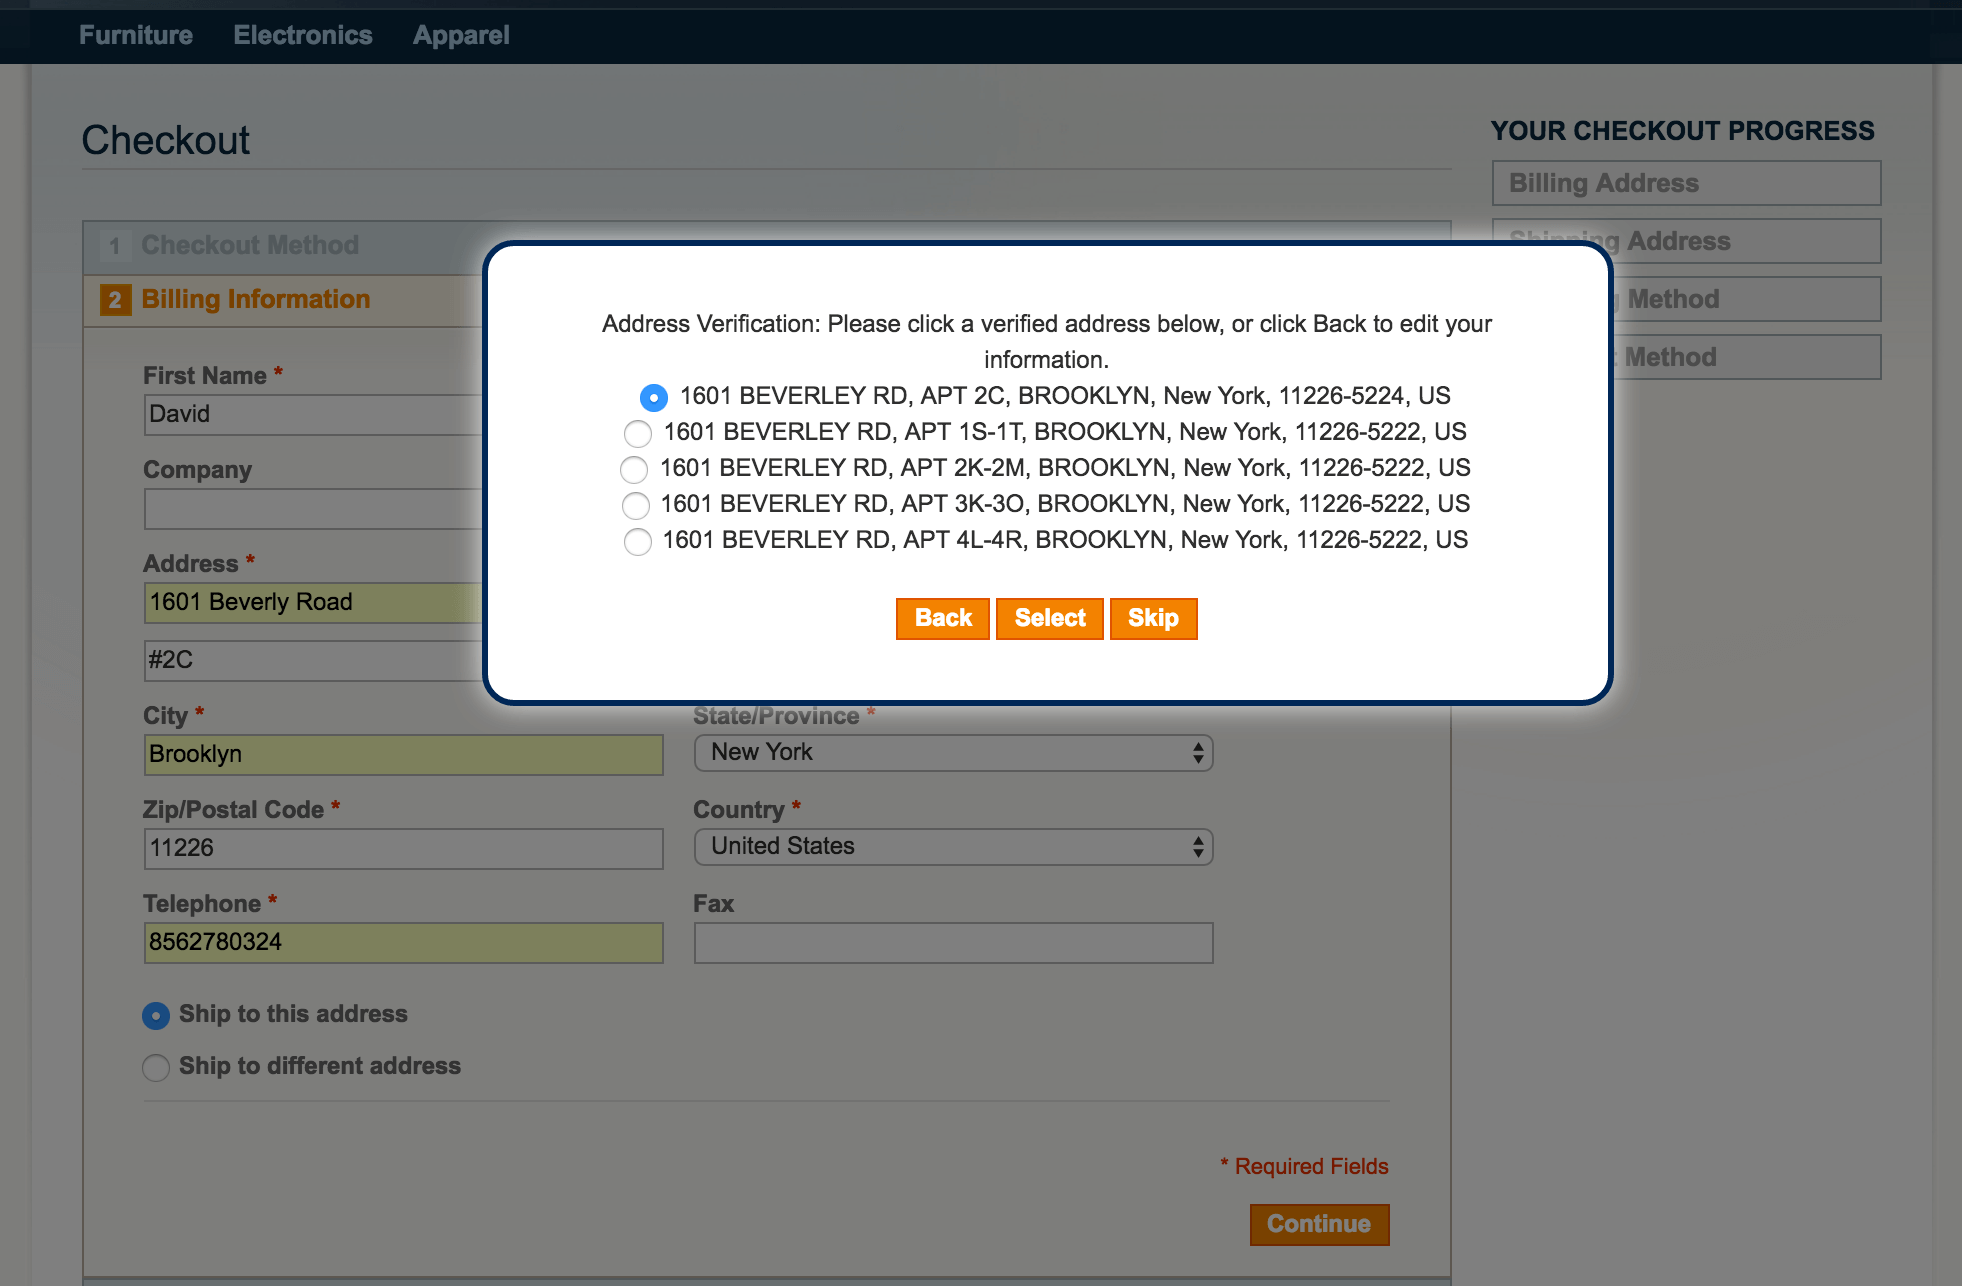 Furniture Electronics Apparel
Checkout
YOUR CHECKOUT PROGRESS
Billing Address
Shipping Address
Method
Method
1 Checkout Method
2 Billing Information
Address Verification: Please click a verified address below, or click Back to edit your
information.
1601 BEVERLEY RD, APT 2C, BROOKLYN, New York, 11226-5224, US
1601 BEVERLEY RD, APT 1S-1T, BROOKLYN, New York, 11226-5222, US
1601 BEVERLEY RD, APT 2K-2M, BROOKLYN, New York, 11226-5222, US
1601 BEVERLEY RD, APT 3K-3O, BROOKLYN, New York, 11226-5222, US
1601 BEVERLEY RD, APT 4L-4R, BROOKLYN, New York, 11226-5222, US
Back Select Skip
First Name *
David
Company
Address *
1601 Beverly Road
#2C
City * State/Province *
Brooklyn New York
Zip/Postal Code * Country *
11226 United States
Telephone * Fax
8562780324
Ship to this address
Ship to different address
* Required Fields
Continue